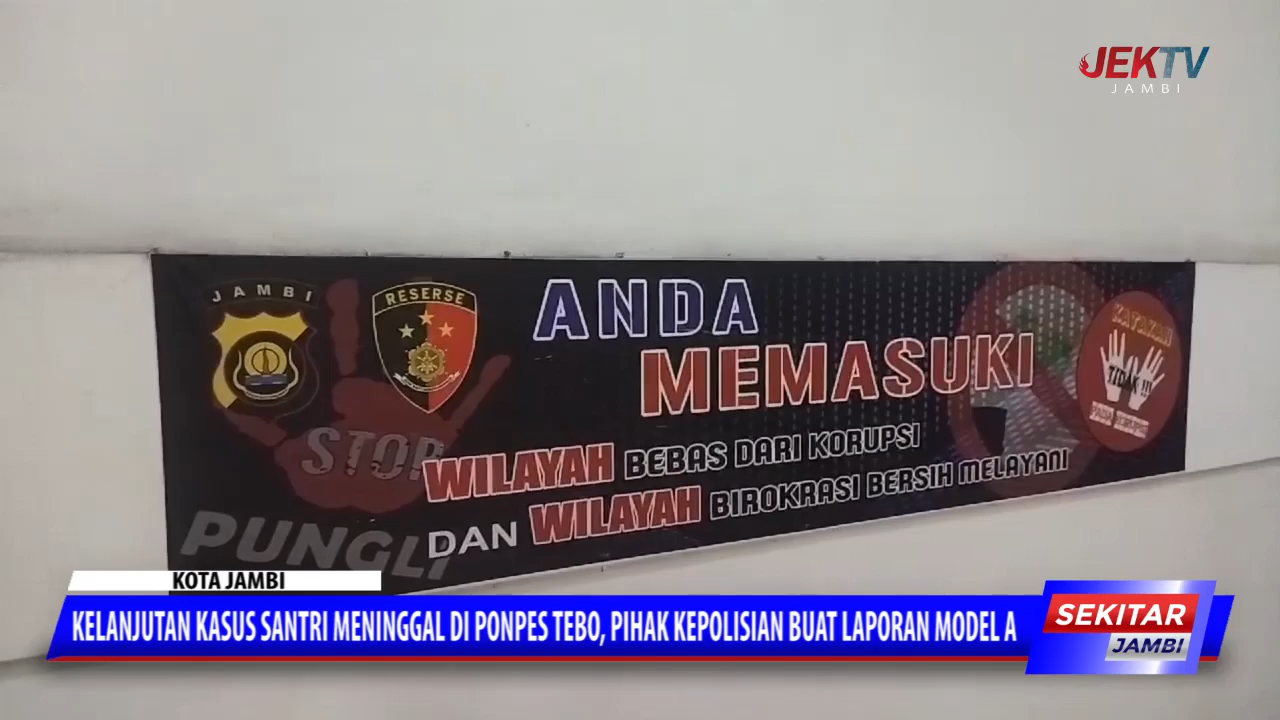 JEKTV
JAMBI
JAMBI
RESERSE
ANDA
MEMASUKI
KATAKAN
TIDAK !!!
STOP
PUNGLI
WILAYAH BEBAS DARI KORUPSI
DAN WILAYAH BIROKRASI BERSIH MELAYANI
KOTA JAMBI
KELANJUTAN KASUS SANTRI MENINGGAL DI PONPES TEBO, PIHAK KEPOLISIAN BUAT LAPORAN MODEL A
SEKITAR
JAMBI